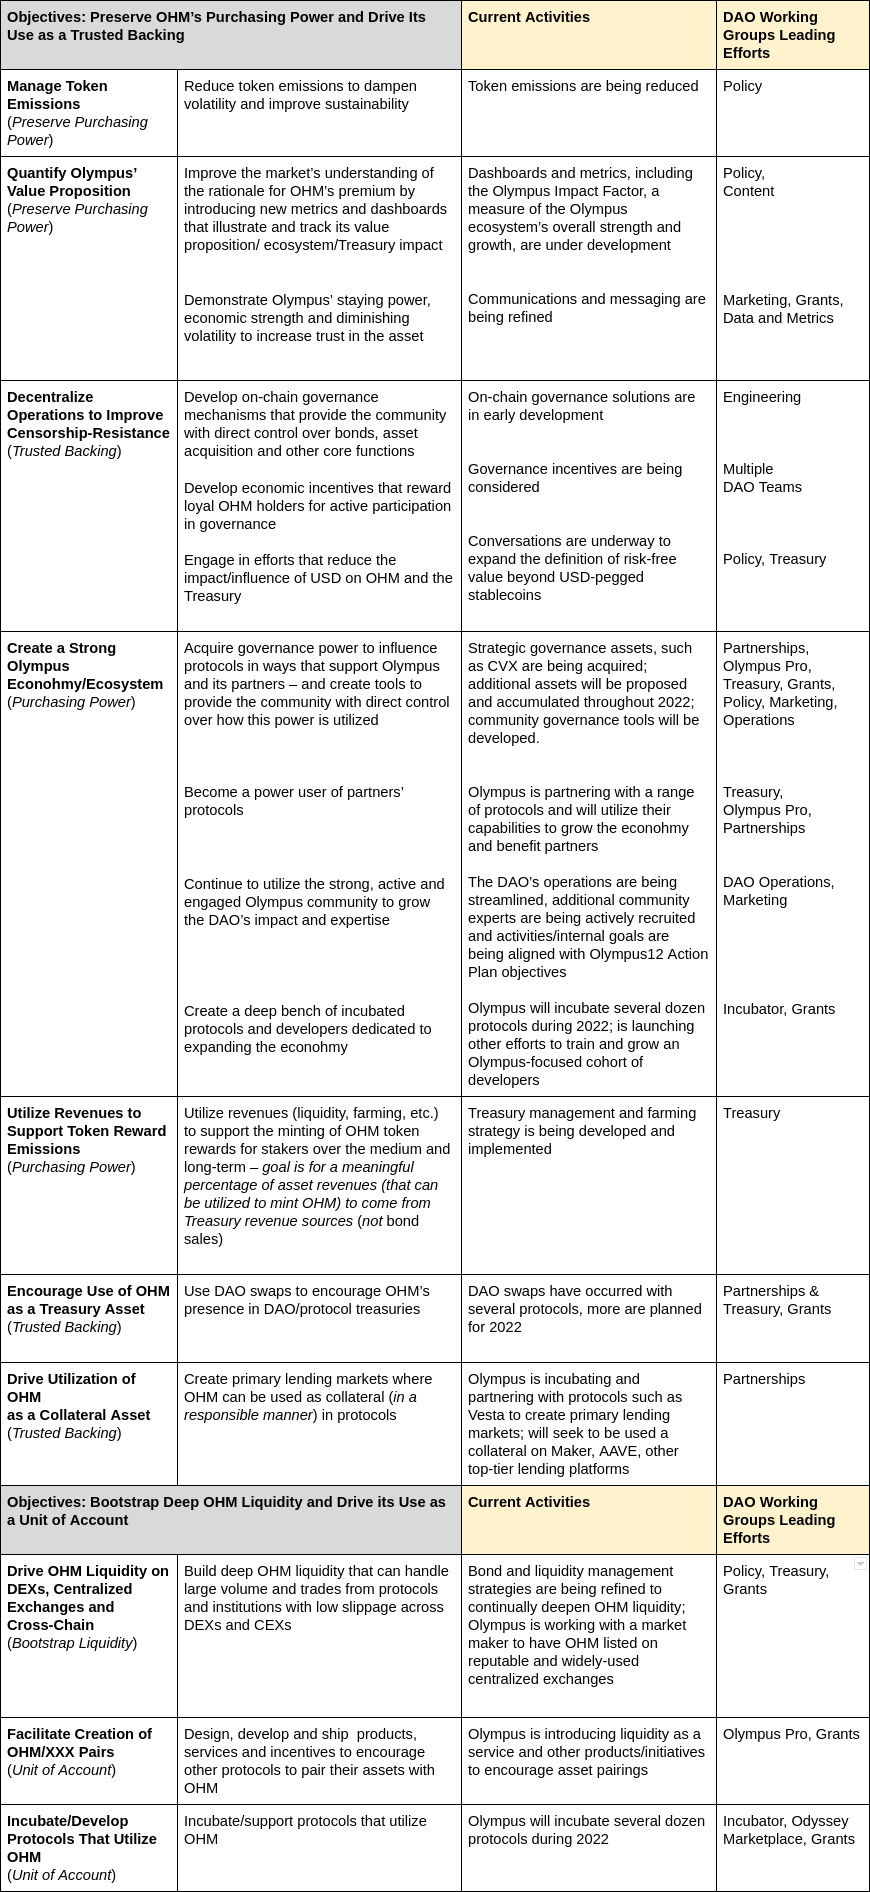 Objectives: Preserve OHM’s Purchasing Power and Drive Its
Use as a Trusted Backing
Current Activities
DAO Working
Groups Leading
Efforts
Manage Token
Emissions
(Preserve Purchasing
Power)
Reduce token emissions to dampen
volatility and improve sustainability
Token emissions are being reduced
Policy
Quantify Olympus’
Value Proposition
(Preserve Purchasing
Power)
Improve the market’s understanding of
the rationale for OHM’s premium by
introducing new metrics and dashboards
that illustrate and track its value
proposition/ ecosystem/Treasury impact
Dashboards and metrics, including
the Olympus Impact Factor, a
measure of the Olympus
ecosystem’s overall strength and
growth, are under development
Policy,
Content
Demonstrate Olympus’ staying power,
economic strength and diminishing
volatility to increase trust in the asset
Communications and messaging are
being refined
Marketing, Grants,
Data and Metrics
Decentralize
Operations to Improve
Censorship-Resistance
(Trusted Backing)
Develop on-chain governance
mechanisms that provide the community
with direct control over bonds, asset
acquisition and other core functions
On-chain governance solutions are
in early development
Engineering
Develop economic incentives that reward
loyal OHM holders for active participation
in governance
Governance incentives are being
considered
Multiple
DAO Teams
Engage in efforts that reduce the
impact/influence of USD on OHM and the
Treasury
Conversations are underway to
expand the definition of risk-free
value beyond USD-pegged
stablecoins
Policy, Treasury
Create a Strong
Olympus
Econohmy/Ecosystem
(Purchasing Power)
Acquire governance power to influence
protocols in ways that support Olympus
and its partners – and create tools to
provide the community with direct control
over how this power is utilized
Strategic governance assets, such
as CVX are being acquired;
additional assets will be proposed
and accumulated throughout 2022;
community governance tools will be
developed.
Partnerships,
Olympus Pro,
Treasury, Grants,
Policy, Marketing,
Operations
Become a power user of partners’
protocols
Olympus is partnering with a range
of protocols and will utilize their
capabilities to grow the econohmy
and benefit partners
Treasury,
Olympus Pro,
Partnerships
Continue to utilize the strong, active and
engaged Olympus community to grow
the DAO’s impact and expertise
The DAO’s operations are being
streamlined, additional community
experts are being actively recruited
and activities/internal goals are
being aligned with Olympus12 Action
Plan objectives
DAO Operations,
Marketing
Create a deep bench of incubated
protocols and developers dedicated to
expanding the econohmy
Olympus will incubate several dozen
protocols during 2022; is launching
other efforts to train and grow an
Olympus-focused cohort of
developers
Incubator, Grants
Utilize Revenues to
Support Token Reward
Emissions
(Purchasing Power)
Utilize revenues (liquidity, farming, etc.)
to support the minting of OHM token
rewards for stakers over the medium and
long-term – goal is for a meaningful
percentage of asset revenues (that can
be utilized to mint OHM) to come from
Treasury revenue sources (not bond
sales)
Treasury management and farming
strategy is being developed and
implemented
Treasury
Encourage Use of OHM
as a Treasury Asset
(Trusted Backing)
Use DAO swaps to encourage OHM’s
presence in DAO/protocol treasuries
DAO swaps have occurred with
several protocols, more are planned
for 2022
Partnerships &
Treasury, Grants
Drive Utilization of
OHM
as a Collateral Asset
(Trusted Backing)
Create primary lending markets where
OHM can be used as collateral (in a
responsible manner) in protocols
Olympus is incubating and
partnering with protocols such as
Vesta to create primary lending
markets; will seek to be used a
collateral on Maker, AAVE, other
top-tier lending platforms
Partnerships
Objectives: Bootstrap Deep OHM Liquidity and Drive its Use as
a Unit of Account
Current Activities
DAO Working
Groups Leading
Efforts
Drive OHM Liquidity on
DEXs, Centralized
Exchanges and
Cross-Chain
(Bootstrap Liquidity)
Build deep OHM liquidity that can handle
large volume and trades from protocols
and institutions with low slippage across
DEXs and CEXs
Bond and liquidity management
strategies are being refined to
continually deepen OHM liquidity;
Olympus is working with a market
maker to have OHM listed on
reputable and widely-used
centralized exchanges
Policy, Treasury,
Grants
Facilitate Creation of
OHM/XXX Pairs
(Unit of Account)
Design, develop and ship  products,
services and incentives to encourage
other protocols to pair their assets with
OHM
Olympus is introducing liquidity as a
service and other products/initiatives
to encourage asset pairings
Olympus Pro, Grants
Incubate/Develop
Protocols That Utilize
OHM
(Unit of Account)
Incubate/support protocols that utilize
OHM
Olympus will incubate several dozen
protocols during 2022
Incubator, Odyssey
Marketplace, Grants